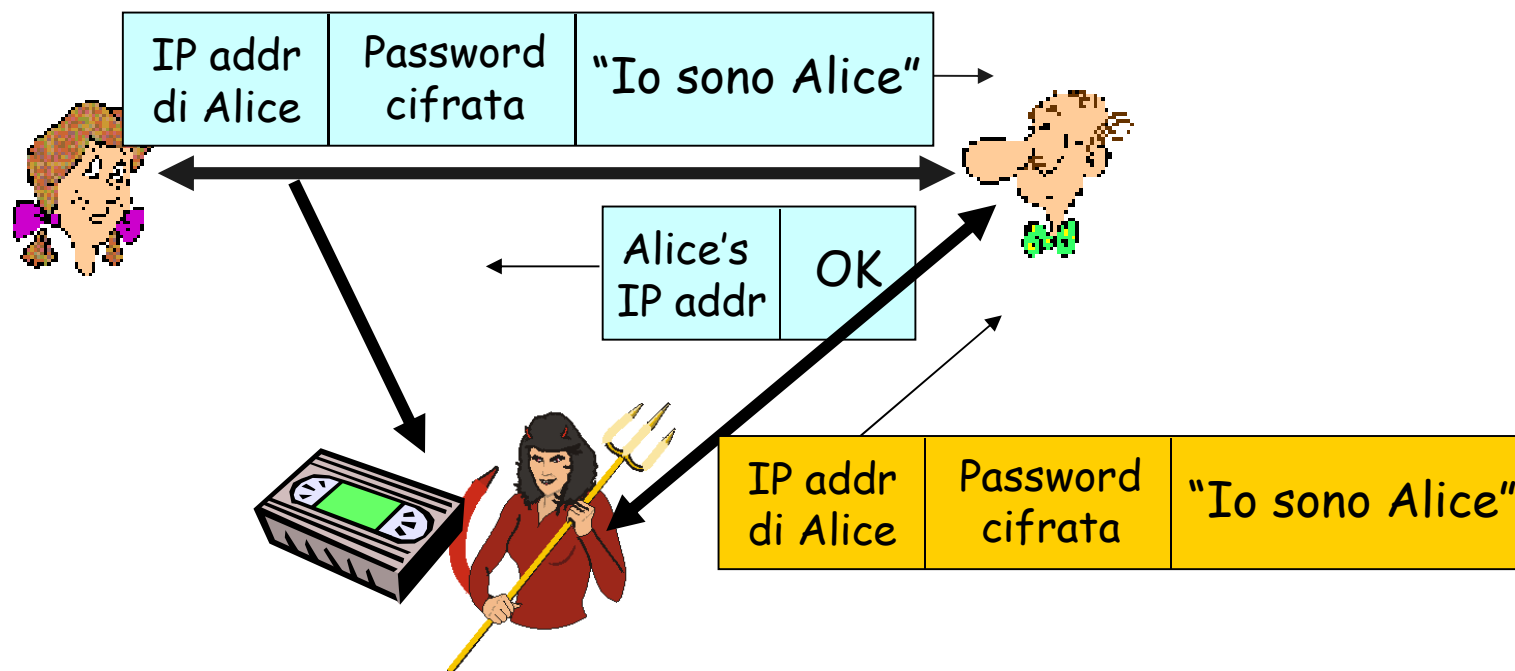 IP addr
di Alice
Password
cifrata
“Io sono Alice”
Alice’s
IP addr
OK
IP addr
di Alice
Password
cifrata
“Io sono Alice”